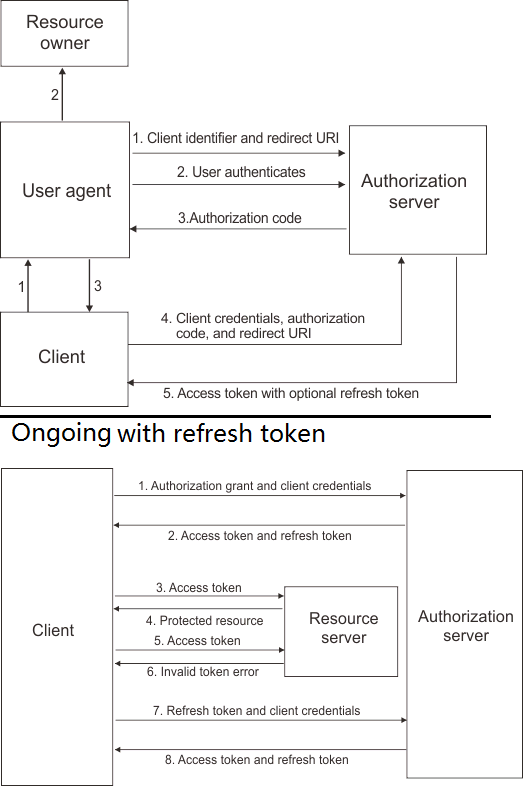 Resource
owner
2
1. Client identifier and redirect URI
2. User authenticates
User agent
Authorization
server
3.Authorization code
1
3
4. Client credentials, authorization
code, and redirect URI
Client
5. Access token with optional refresh token
Ongoing with refresh token
1. Authorization grant and client credentials
2. Access token and refresh token
3. Access token
4. Protected resource
Resource
server
Authorization
server
Client
5. Access token
6. Invalid token error
7. Refresh token and client credentials
8. Access token and refresh token